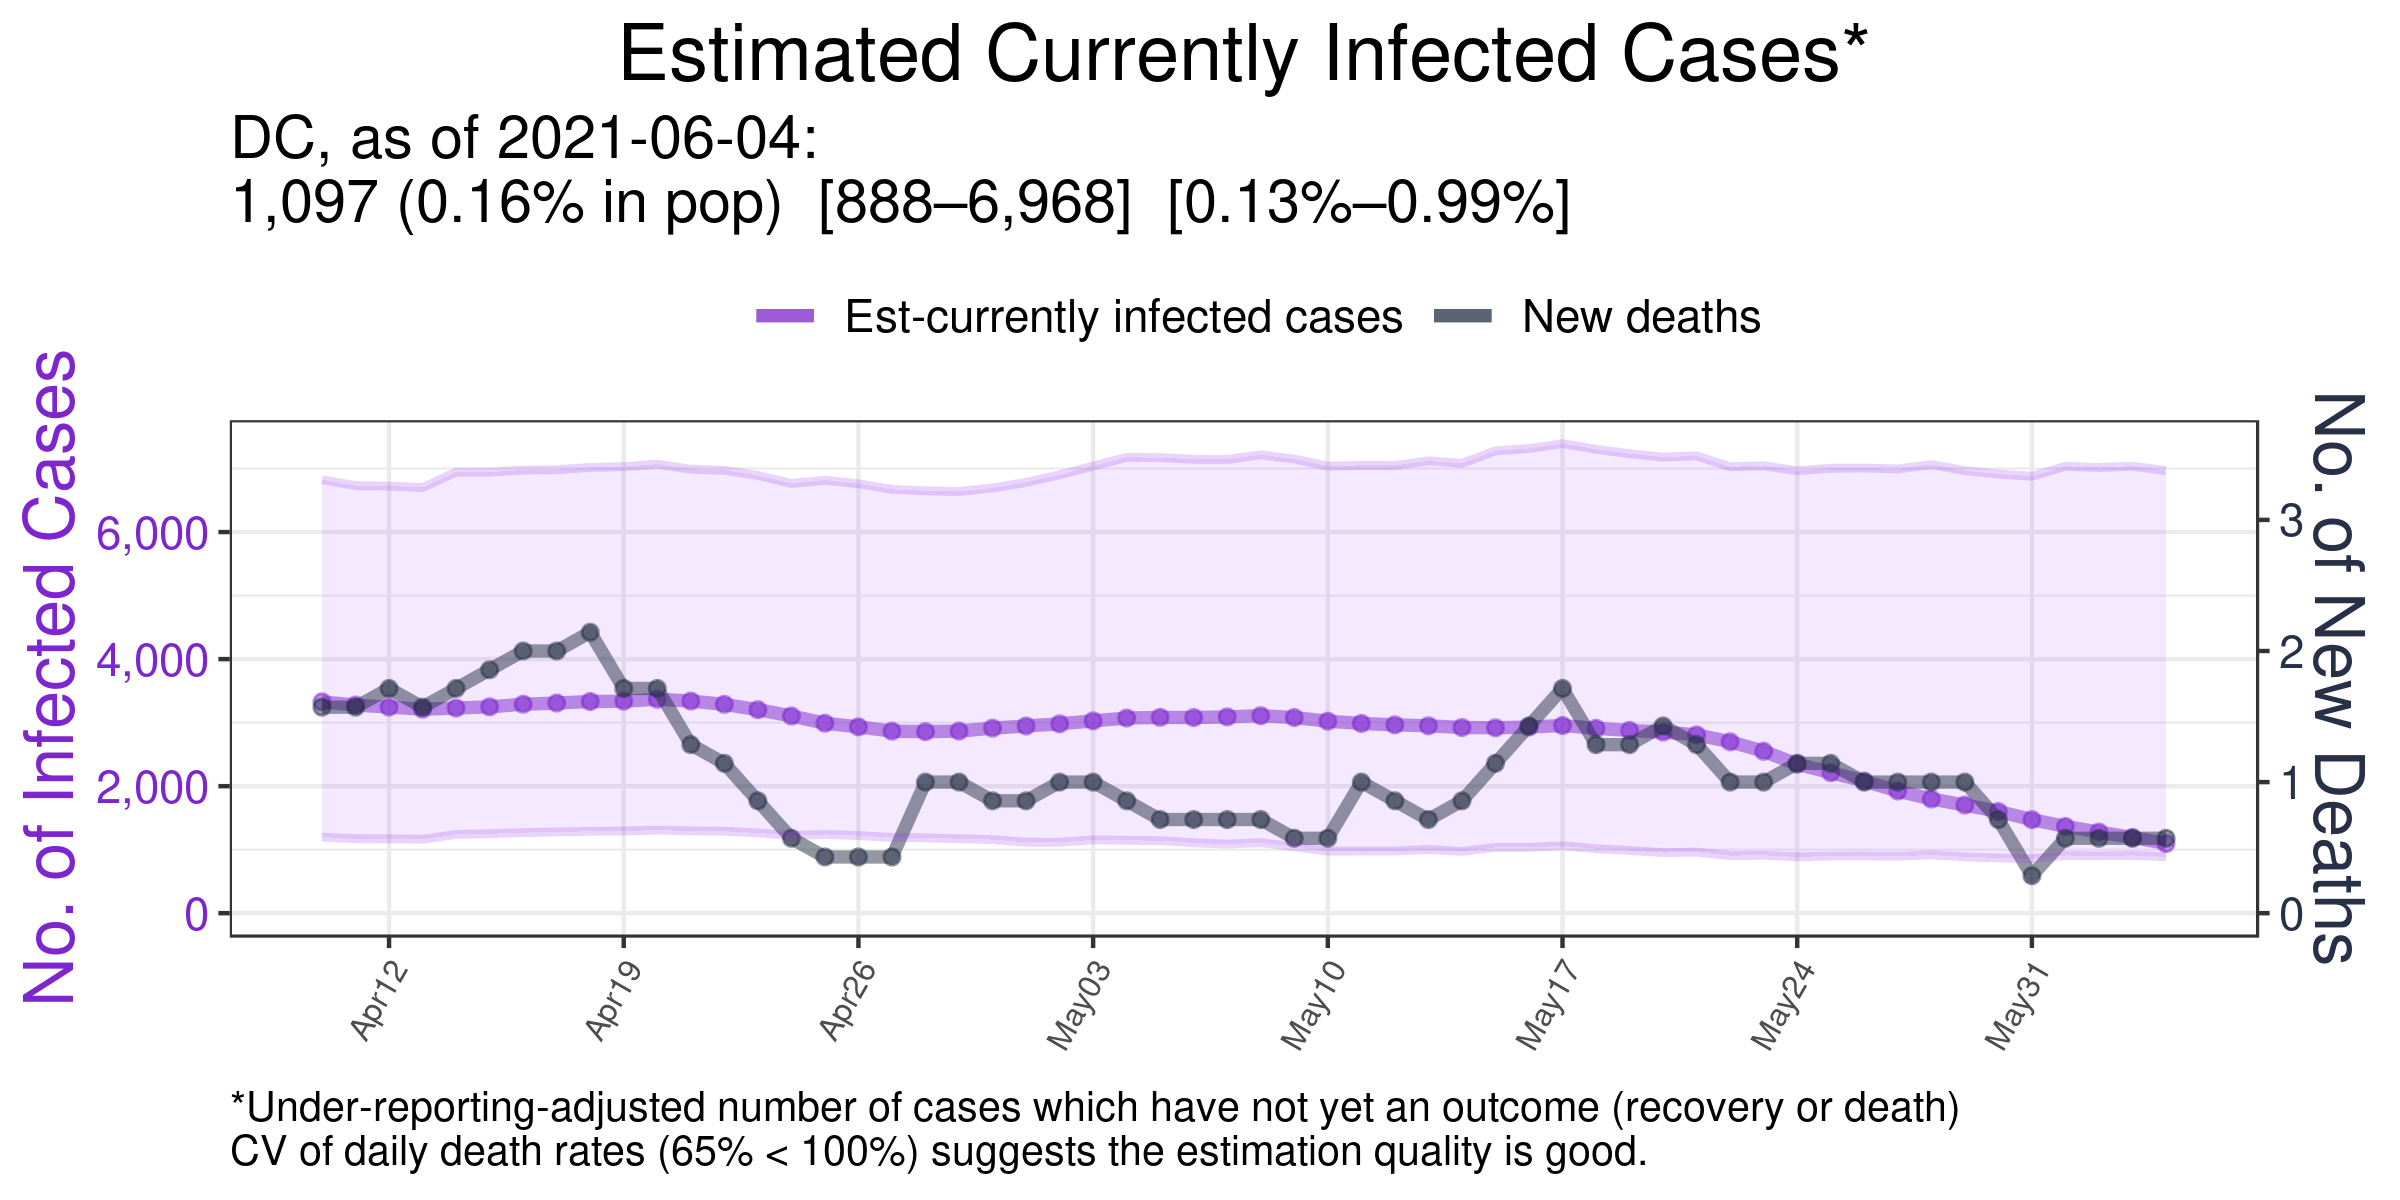 Estimated Currently Infected Cases*
DC, as of 2021-06-04:
1,097 (0.16% in pop)  [888–6,968]  [0.13%–0.99%]
Est-currently infected cases
New deaths
No. of Infected Cases
6,000
4,000
2,000
0
3
2
1
0
No. of New Deaths
Apr12
Apr19
Apr26
May03
May10
May17
May24
May31
*Under-reporting-adjusted number of cases which have not yet an outcome (recovery or death)
CV of daily death rates (65% < 100%) suggests the estimation quality is good.